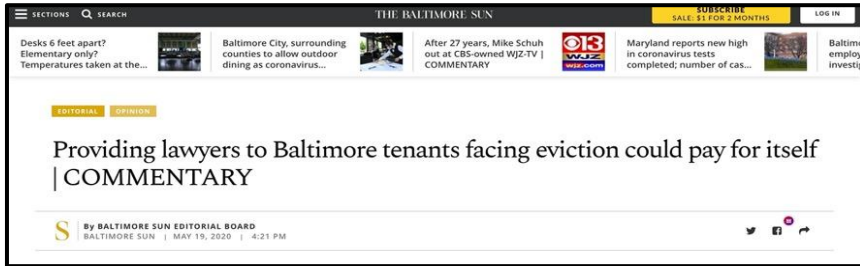 SECTIONS SEARCH THE BALTIMORE SUN SUBSCRIBE LOG IN
SALE: $1 FOR 2 MONTHS
Desks 6 feet apart?
Elementary only?
Temperatures taken at the...
Baltimore City, surrounding
counties to allow outdoor
dining as coronavirus...
After 27 years, Mike Schuh
out at CBS-owned WJZ-TV |
COMMENTARY
13
WJZ
wjz.com
Maryland reports new high
in coronavirus tests
completed; number of cas...
EDITORIAL OPINION
Providing lawyers to Baltimore tenants facing eviction could pay for itself
| COMMENTARY
S
By BALTIMORE SUN EDITORIAL BOARD
BALTIMORE SUN | MAY 19, 2020 | 4:21 PM